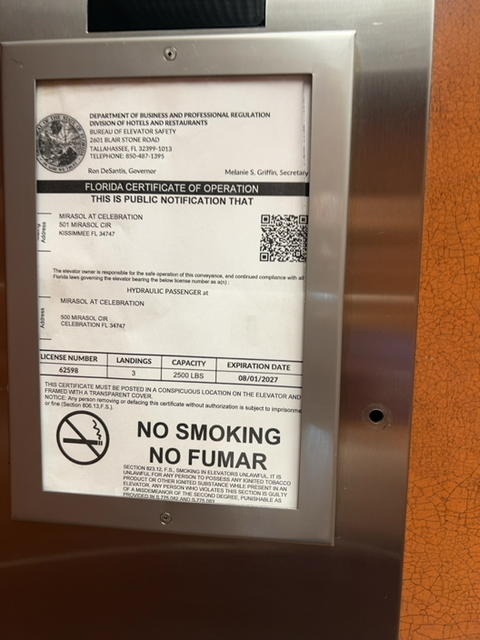 DEPARTMENT OF BUSINESS AND PROFESSIONAL REGULATION
DIVISION OF HOTELS AND RESTAURANTS
BUREAU OF ELEVATOR SAFETY
2601 BLAIR STONE ROAD
TALLAHASSEE, FL 32399-1013
TELEPHONE: 850-487-1395
Ron DeSantis, Governor
Melanie S. Griffin, Secretary
FLORIDA CERTIFICATE OF OPERATION
THIS IS PUBLIC NOTIFICATION THAT
Address
MIRASOL AT CELEBRATION
501 MIRASOL CIR
KISSIMMEE FL 34747
The elevator owner is responsible for the safe operation of this conveyance, and continued compliance with all
Florida laws governing the elevator bearing the below license number as a(n) :
HYDRAULIC PASSENGER at
Address
MIRASOL AT CELEBRATION
500 MIRASOL CIR
CELEBRATION FL 34747
LICENSE NUMBER LANDINGS CAPACITY EXPIRATION DATE
62598 3 2500 LBS 08/01/2027
THIS CERTIFICATE MUST BE POSTED IN A CONSPICUOUS LOCATION ON THE ELEVATOR AND
FRAMED WITH A TRANSPARENT COVER.
NOTICE: Any person removing or defacing this certificate without authorization is subject to imprisonme
or fine (Section 806.13,F.S.).
NO SMOKING
NO FUMAR
SECTION 823.12, F.S., SMOKING IN ELEVATORS UNLAWFUL. IT IS
UNLAWFUL FOR ANY PERSON TO POSSESS ANY IGNITED TOBACCO
PRODUCT OR OTHER IGNITED SUBSTANCE WHILE PRESENT IN AN
ELEVATOR. ANY PERSON WHO VIOLATES THIS SECTION IS GUILTY
OF A MISDEMEANOR OF THE SECOND DEGREE, PUNISHABLE AS
PROVIDED IN S.775.082 AND S.775.083